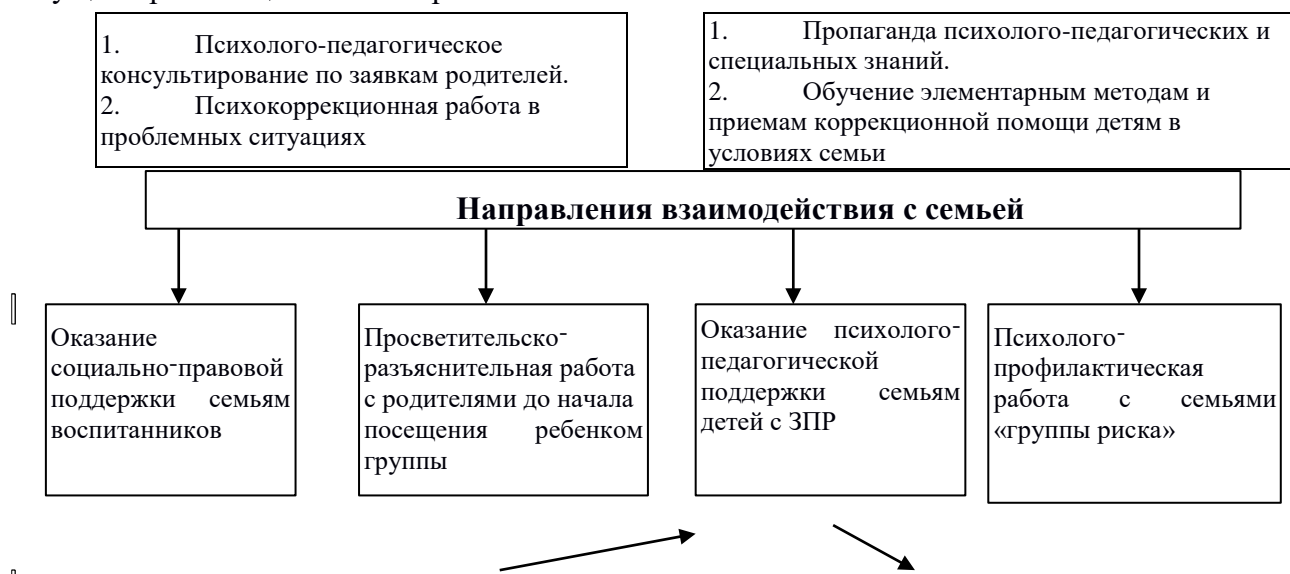 1. Психолого-педагогическое
консультирование по заявкам родителей.
2. Психокоррекционная работа в
проблемных ситуациях
1. Пропаганда психолого-педагогических и
специальных знаний.
2. Обучение элементарным методам и
приемам коррекционной помощи детям в
условиях семьи
Направления взаимодействия с семьей
Оказание
социально-правовой
поддержки семьям
воспитанников
Просветительско-
разъяснительная работа
с родителями до начала
посещения ребенком
группы
Оказание психолого-
педагогической
поддержки семьям
детей с ЗПР
Психолого-
профилактическая
работа с семьями
«группы риска»